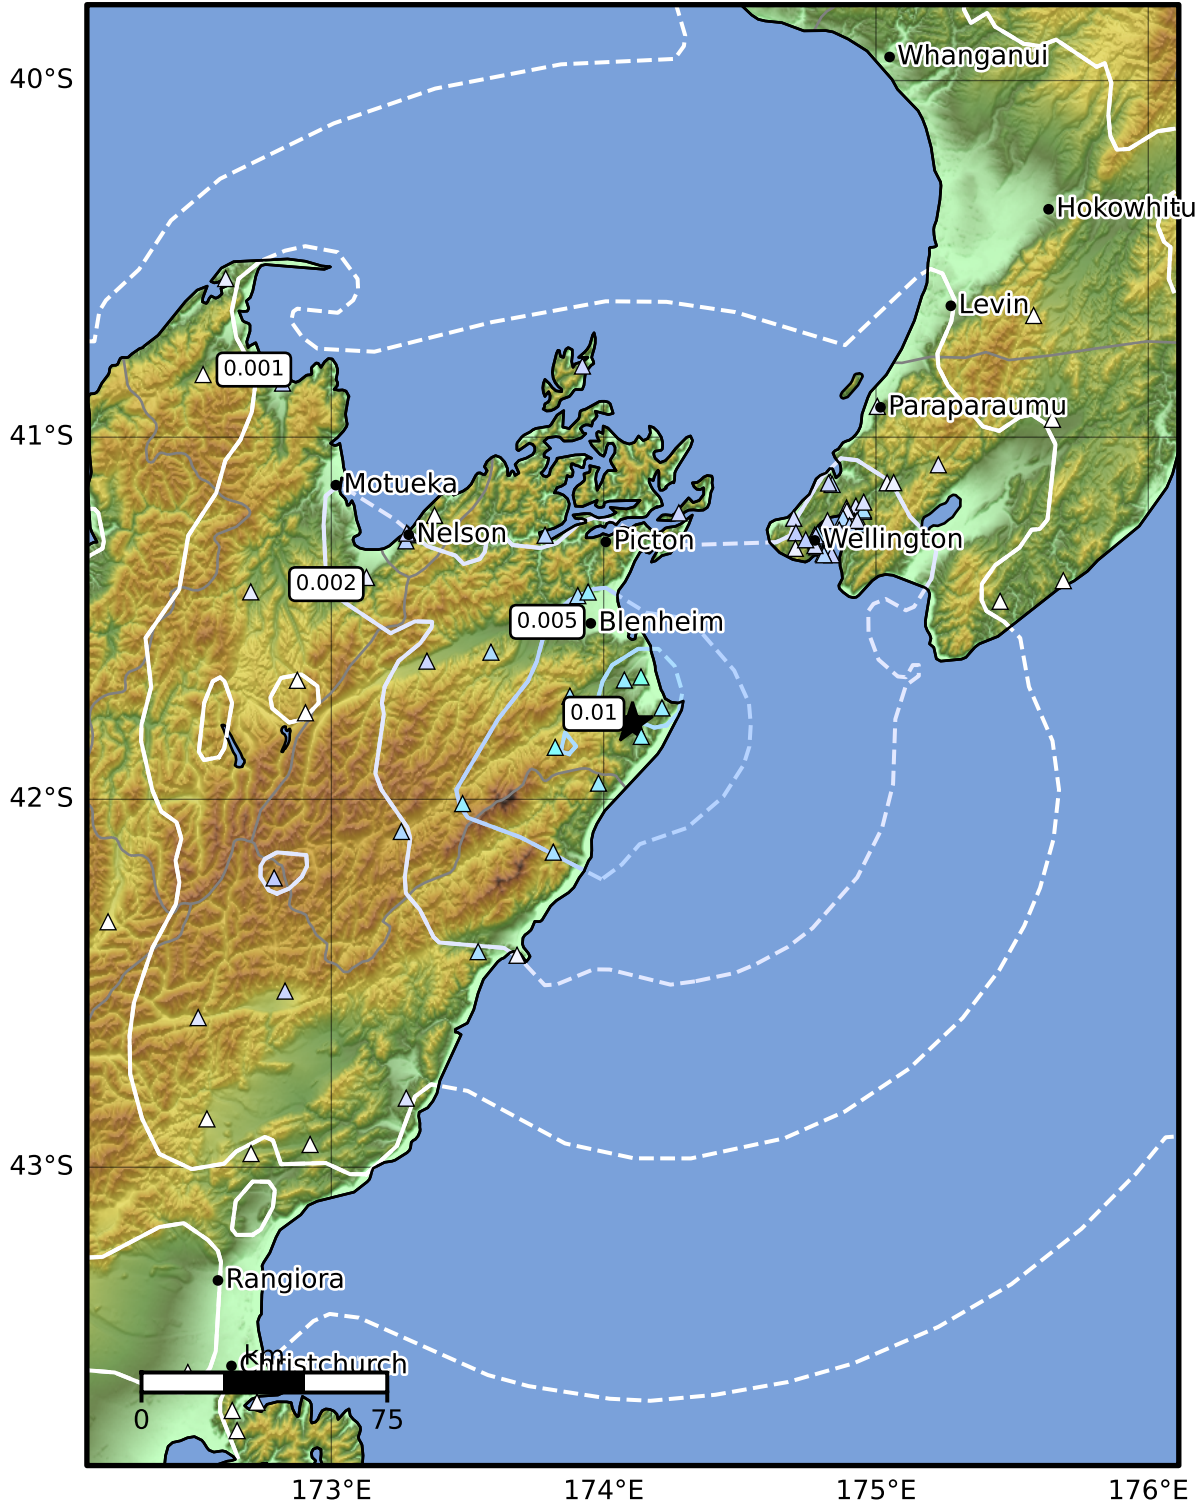 40°S
Whanganui
Hokowhitu
Levin
0.001
Paraparaumu
41°S
Motueka
Nelson
Picton
Wellington
0.002
0.005
Blenheim
0.01
42°S
43°S
Rangiora
km
Christchurch
0
75
173°E
174°E
175°E
176°E